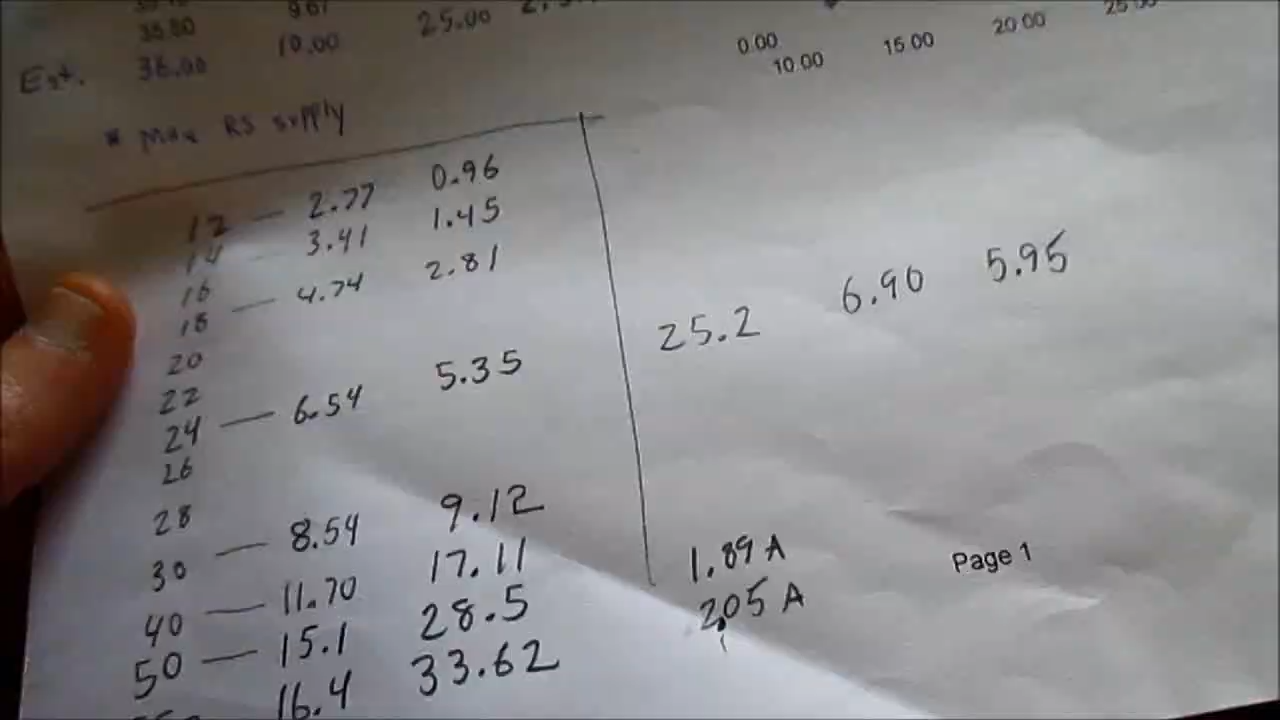 35.80 9.61 25.00
Est. 36.00 10.00
0.00 10.00 15.00 20.00
* Max RS supply
12 — 2.77 0.96
14 3.41 1.45
16
18 — 4.74 2.81
20
22
24 — 6.54 5.35
26
28
30 — 8.54 9.12
40 — 11.70 17.11
50 — 15.1 28.5
16.4 33.62
25.2 6.90 5.95
1.89 A
2.05 A
Page 1